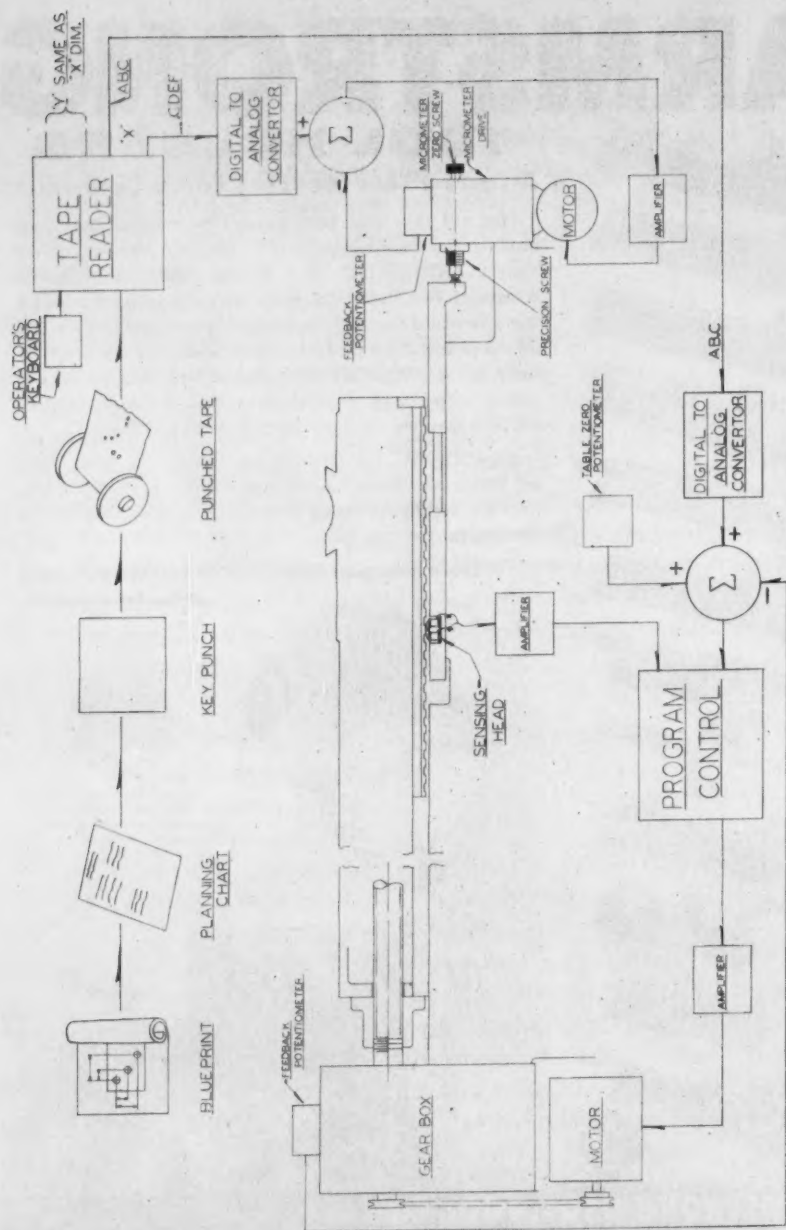 BLUEPRINT
PLANNING
CHART
KEY PUNCH
PUNCHED TAPE
OPERATOR'S
KEYBOARD
TAPE
READER
Y SAME AS
"X" DIM.
ABC
"X"
CDEF
DIGITAL TO
ANALOG
CONVERTOR
+
Σ
-
FEEDBACK
POTENTIOMETER
MICROMETER
ZERO SCREW
MICROMETER
DRIVE
MOTOR
PRECISION SCREW
AMPLIFIER
FEEDBACK
POTENTIOMETER
GEAR BOX
MOTOR
SENSING
HEAD
AMPLIFIER
TABLE ZERO
POTENTIOMETER
ABC
DIGITAL TO
ANALOG
CONVERTOR
+
+
Σ
-
PROGRAM
CONTROL
AMPLIFIER